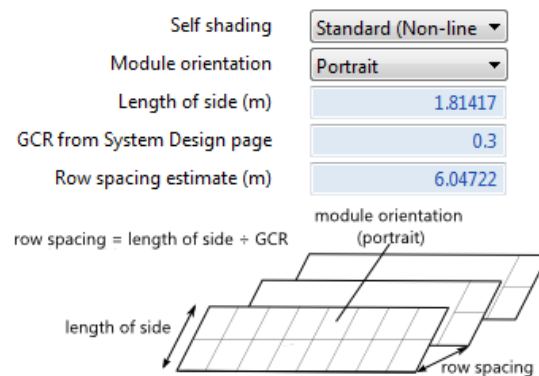 Self shading Standard (Non-line
Module orientation Portrait
Length of side (m) 1.81417
GCR from System Design page 0.3
Row spacing estimate (m) 6.04722
module orientation
(portrait)
row spacing = length of side ÷ GCR
length of side
row spacing